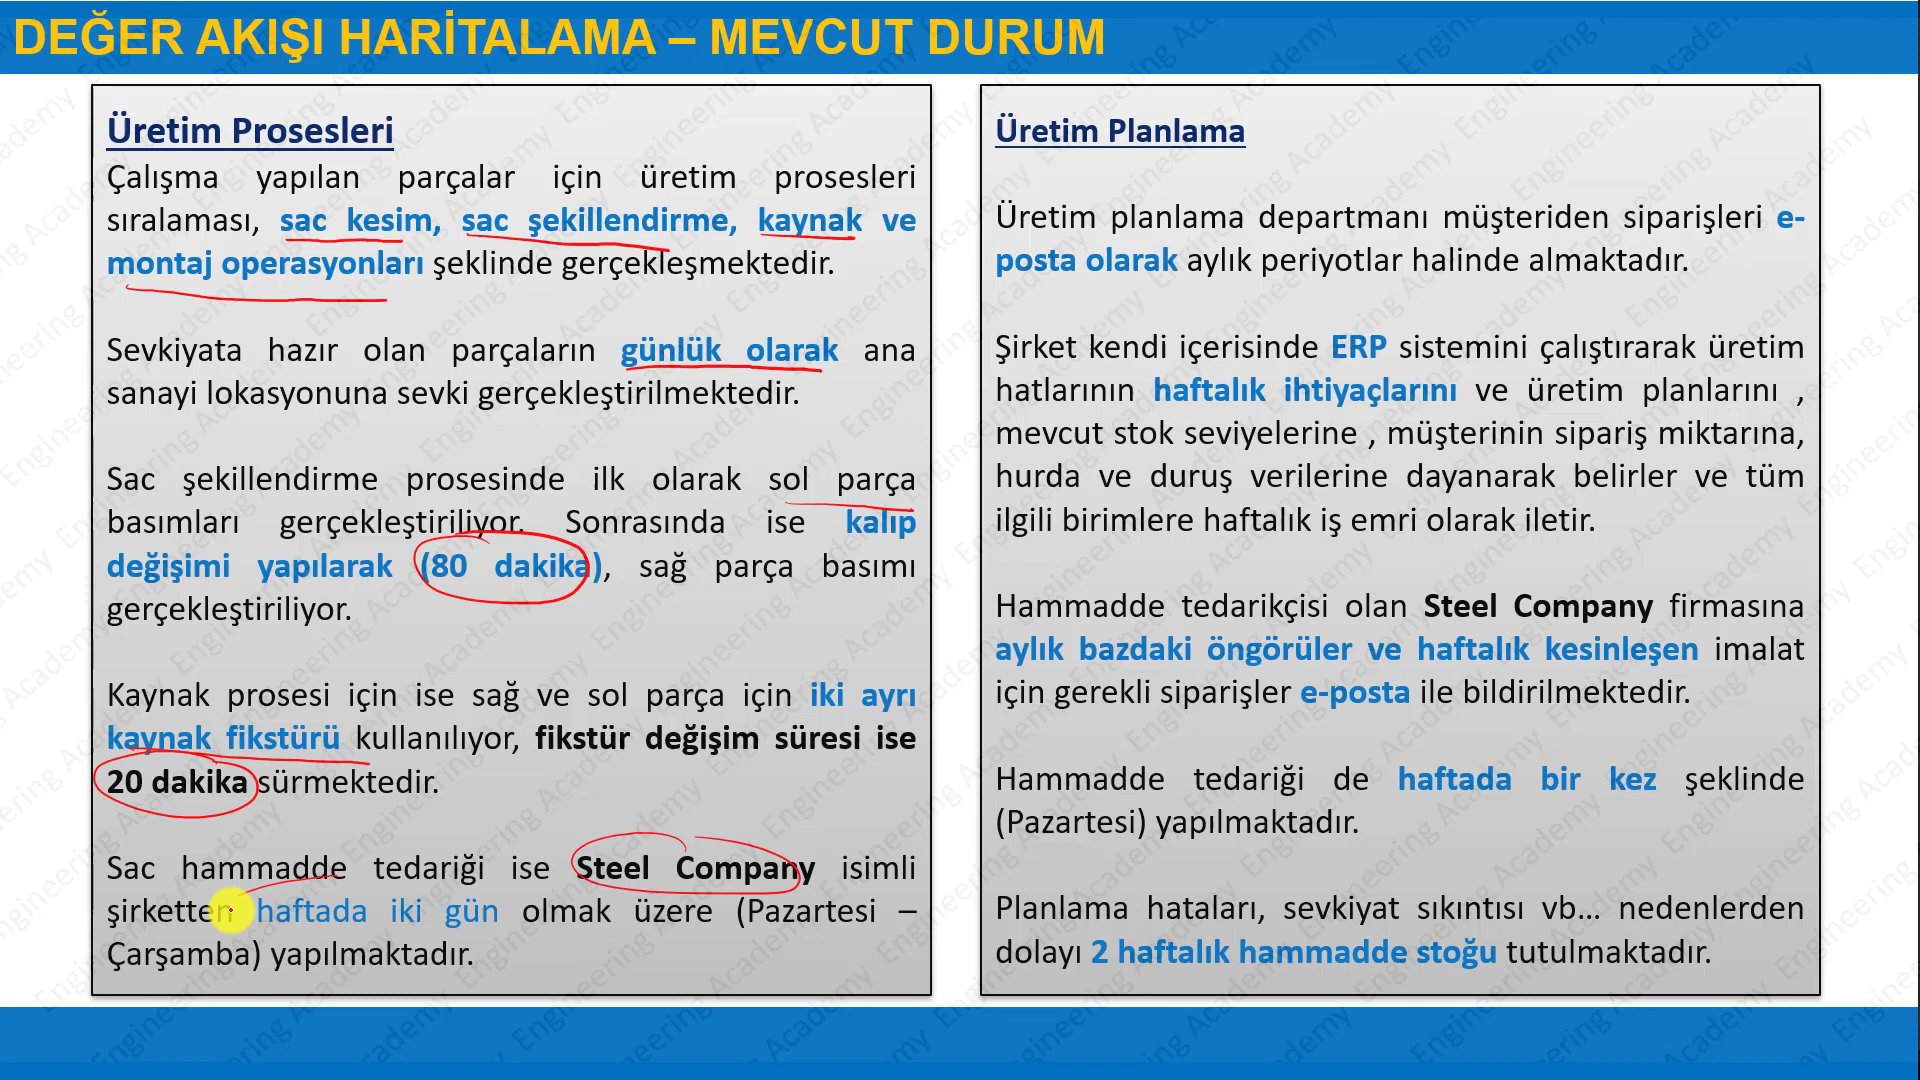 DEĞER AKIŞI HARİTALAMA – MEVCUT DURUM
Üretim Prosesleri
Çalışma yapılan parçalar için üretim prosesleri
sıralaması, sac kesim, sac şekillendirme, kaynak ve
montaj operasyonları şeklinde gerçekleşmektedir.
Sevkiyata hazır olan parçaların günlük olarak ana
sanayi lokasyonuna sevki gerçekleştirilmektedir.
Sac şekillendirme prosesinde ilk olarak sol parça
basımları gerçekleştiriliyor. Sonrasında ise kalıp
değişimi yapılarak (80 dakika), sağ parça basımı
gerçekleştiriliyor.
Kaynak prosesi için ise sağ ve sol parça için iki ayrı
kaynak fikstürü kullanılıyor, fikstür değişim süresi ise
20 dakika sürmektedir.
Sac hammadde tedariği ise Steel Company isimli
şirketten haftada iki gün olmak üzere (Pazartesi –
Çarşamba) yapılmaktadır.
Üretim Planlama
Üretim planlama departmanı müşteriden siparişleri e-
posta olarak aylık periyotlar halinde almaktadır.
Şirket kendi içerisinde ERP sistemini çalıştırarak üretim
hatlarının haftalık ihtiyaçlarını ve üretim planlarını ,
mevcut stok seviyelerine , müşterinin sipariş miktarına,
hurda ve duruş verilerine dayanarak belirler ve tüm
ilgili birimlere haftalık iş emri olarak iletir.
Hammadde tedarikçisi olan Steel Company firmasına
aylık bazdaki öngörüler ve haftalık kesinleşen imalat
için gerekli siparişler e-posta ile bildirilmektedir.
Hammadde tedariği de haftada bir kez şeklinde
(Pazartesi) yapılmaktadır.
Planlama hataları, sevkiyat sıkıntısı vb... nedenlerden
dolayı 2 haftalık hammadde stoğu tutulmaktadır.
Engineering Academy